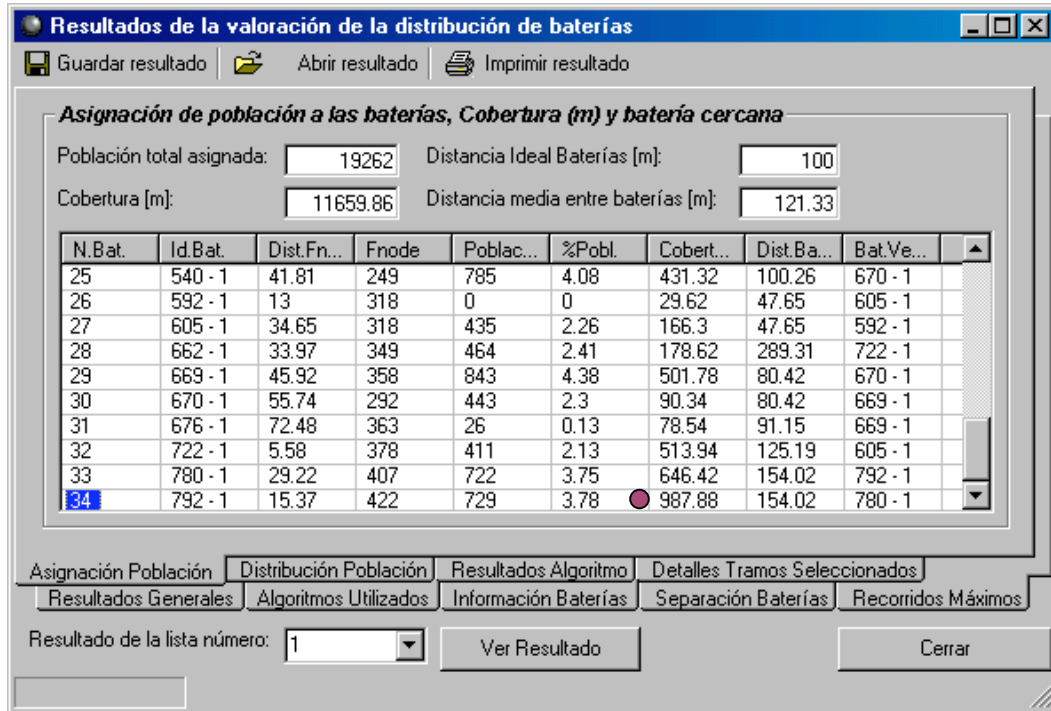 Resultados de la valoración de la distribución de baterías
Guardar resultado Abrir resultado Imprimir resultado
Asignación de población a las baterías, Cobertura (m) y batería cercana
Población total asignada: 19262 Distancia Ideal Baterías [m]: 100
Cobertura [m]: 11659.86 Distancia media entre baterías [m]: 121.33
N.Bat. Id.Bat. Dist.Fn... Fnode Poblac... %Pobl. Cobert... Dist.Ba... Bat.Ve...
25 540 - 1 41.81 249 785 4.08 431.32 100.26 670 - 1
26 592 - 1 13 318 0 0 29.62 47.65 605 - 1
27 605 - 1 34.65 318 435 2.26 166.3 47.65 592 - 1
28 662 - 1 33.97 349 464 2.41 178.62 289.31 722 - 1
29 669 - 1 45.92 358 843 4.38 501.78 80.42 670 - 1
30 670 - 1 55.74 292 443 2.3 90.34 80.42 669 - 1
31 676 - 1 72.48 363 26 0.13 78.54 91.15 669 - 1
32 722 - 1 5.58 378 411 2.13 513.94 125.19 605 - 1
33 780 - 1 29.22 407 722 3.75 646.42 154.02 792 - 1
34 792 - 1 15.37 422 729 3.78 987.88 154.02 780 - 1
Asignación Población Distribución Población Resultados Algoritmo Detalles Tramos Seleccionados
Resultados Generales Algoritmos Utilizados Información Baterías Separación Baterías Recorridos Máximos
Resultado de la lista número: 1 Ver Resultado Cerrar